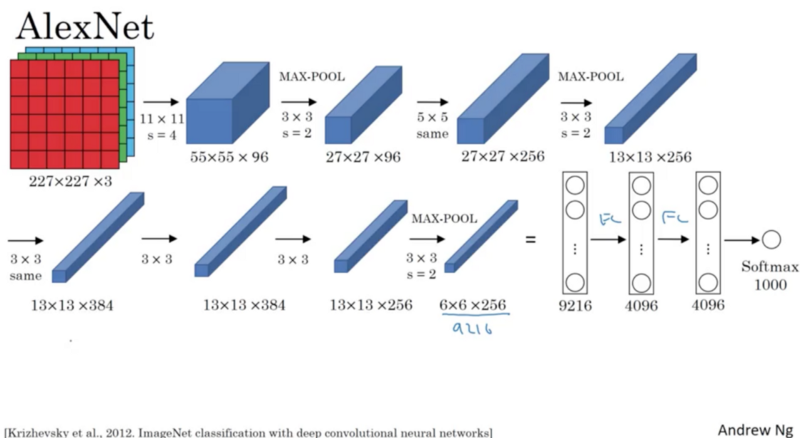 AlexNet
11 × 11
s = 4
MAX-POOL
3 × 3
s = 2
5 × 5
same
MAX-POOL
3 × 3
s = 2
227×227 ×3
55×55 × 96
27×27 ×96
27×27 ×256
13×13 ×256
3 × 3
same
3 × 3
3 × 3
MAX-POOL
3 × 3
s = 2
=
FC
FC
...
...
...
Softmax
1000
13×13 ×384
13×13 ×384
13×13 ×256
6×6 ×256
9216
9216
4096
4096
[Krizhevsky et al., 2012. ImageNet classification with deep convolutional neural networks]
Andrew Ng